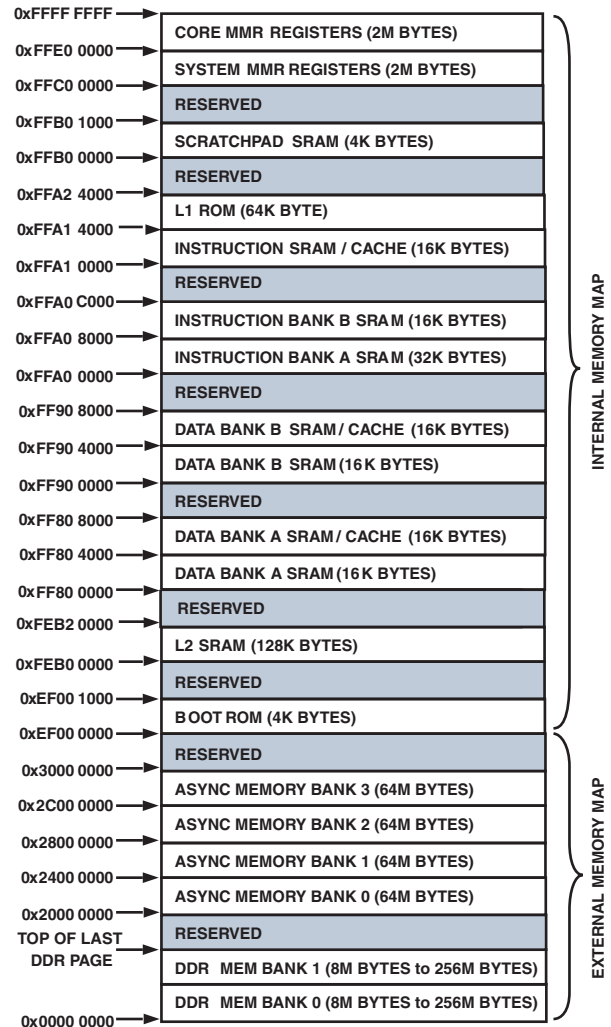 0xFFFF FFFF
CORE MMR REGISTERS (2M BYTES)
0xFFE0 0000
SYSTEM MMR REGISTERS (2M BYTES)
0xFFC0 0000
RESERVED
0xFFB0 1000
SCRATCHPAD SRAM (4K BYTES)
0xFFB0 0000
RESERVED
0xFFA2 4000
L1 ROM (64K BYTE)
0xFFA1 4000
INSTRUCTION SRAM / CACHE (16K BYTES)
0xFFA1 0000
RESERVED
0xFFA0 C000
INSTRUCTION BANK B SRAM (16K BYTES)
0xFFA0 8000
INSTRUCTION BANK A SRAM (32K BYTES)
0xFFA0 0000
RESERVED
0xFF90 8000
DATA BANK B SRAM / CACHE (16K BYTES)
0xFF90 4000
DATA BANK B SRAM (16K BYTES)
0xFF90 0000
RESERVED
0xFF80 8000
DATA BANK A SRAM / CACHE (16K BYTES)
0xFF80 4000
DATA BANK A SRAM (16K BYTES)
0xFF80 0000
RESERVED
0xFEB2 0000
L2 SRAM (128K BYTES)
0xFEB0 0000
RESERVED
0xEF00 1000
BOOT ROM (4K BYTES)
0xEF00 0000
RESERVED
0x3000 0000
ASYNC MEMORY BANK 3 (64M BYTES)
0x2C00 0000
ASYNC MEMORY BANK 2 (64M BYTES)
0x2800 0000
ASYNC MEMORY BANK 1 (64M BYTES)
0x2400 0000
ASYNC MEMORY BANK 0 (64M BYTES)
0x2000 0000
RESERVED
TOP OF LAST
DDR PAGE
DDR MEM BANK 1 (8M BYTES to 256M BYTES)
DDR MEM BANK 0 (8M BYTES to 256M BYTES)
0x0000 0000
INTERNAL MEMORY MAP
EXTERNAL MEMORY MAP